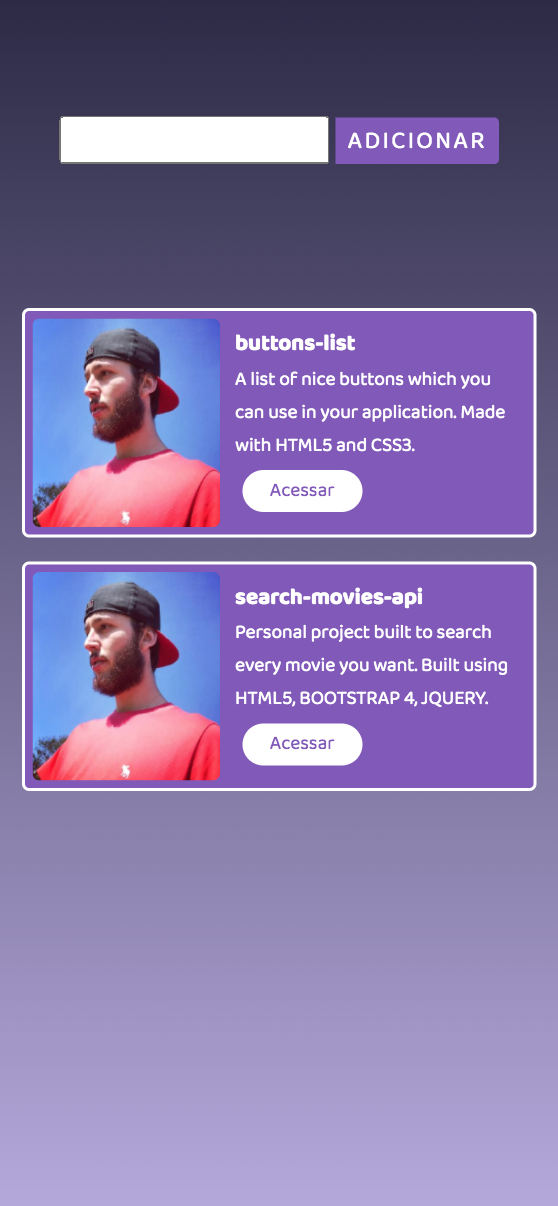 ADICIONAR
buttons-list
A list of nice buttons which you
can use in your application. Made
with HTML5 and CSS3.
Acessar
search-movies-api
Personal project built to search
every movie you want. Built using
HTML5, BOOTSTRAP 4, JQUERY.
Acessar